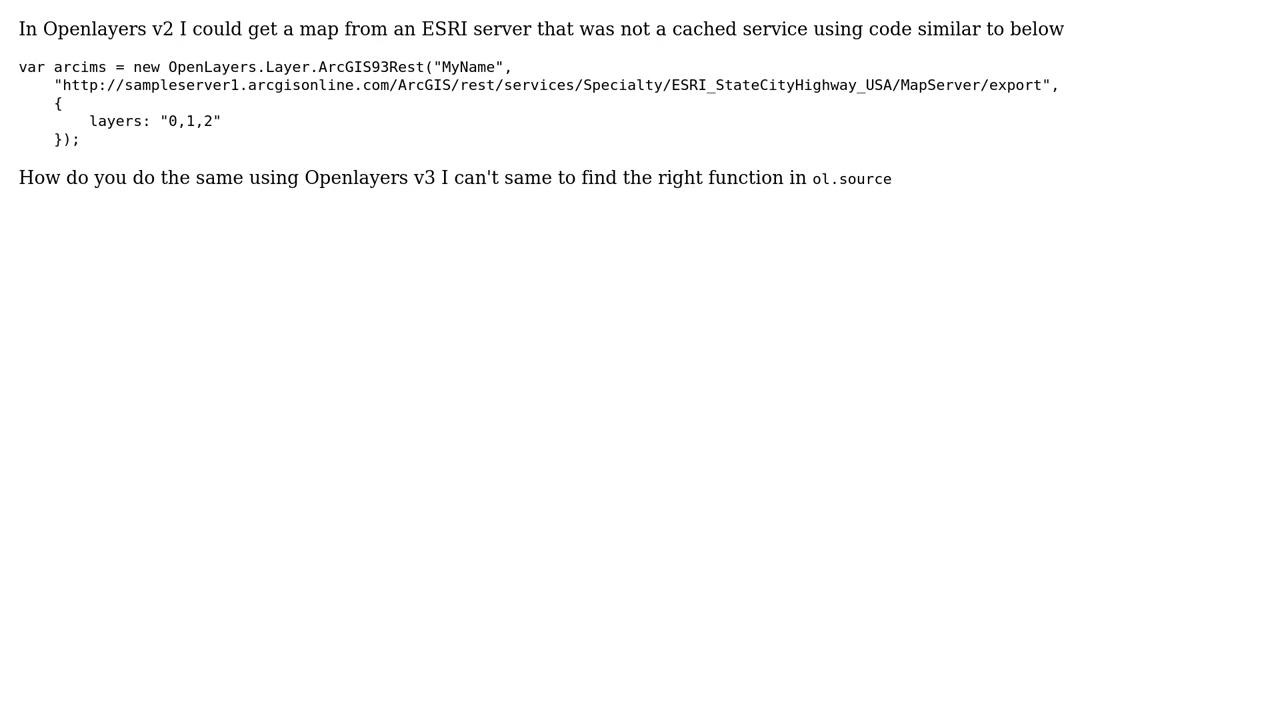 In Openlayers v2 I could get a map from an ESRI server that was not a cached service using code similar to below
var arcims = new OpenLayers.Layer.ArcGIS93Rest("MyName",
    "http://sampleserver1.arcgisonline.com/ArcGIS/rest/services/Specialty/ESRI_StateCityHighway_USA/MapServer/export",
    {
        layers: "0,1,2"
    });
How do you do the same using Openlayers v3 I can't same to find the right function in ol.source